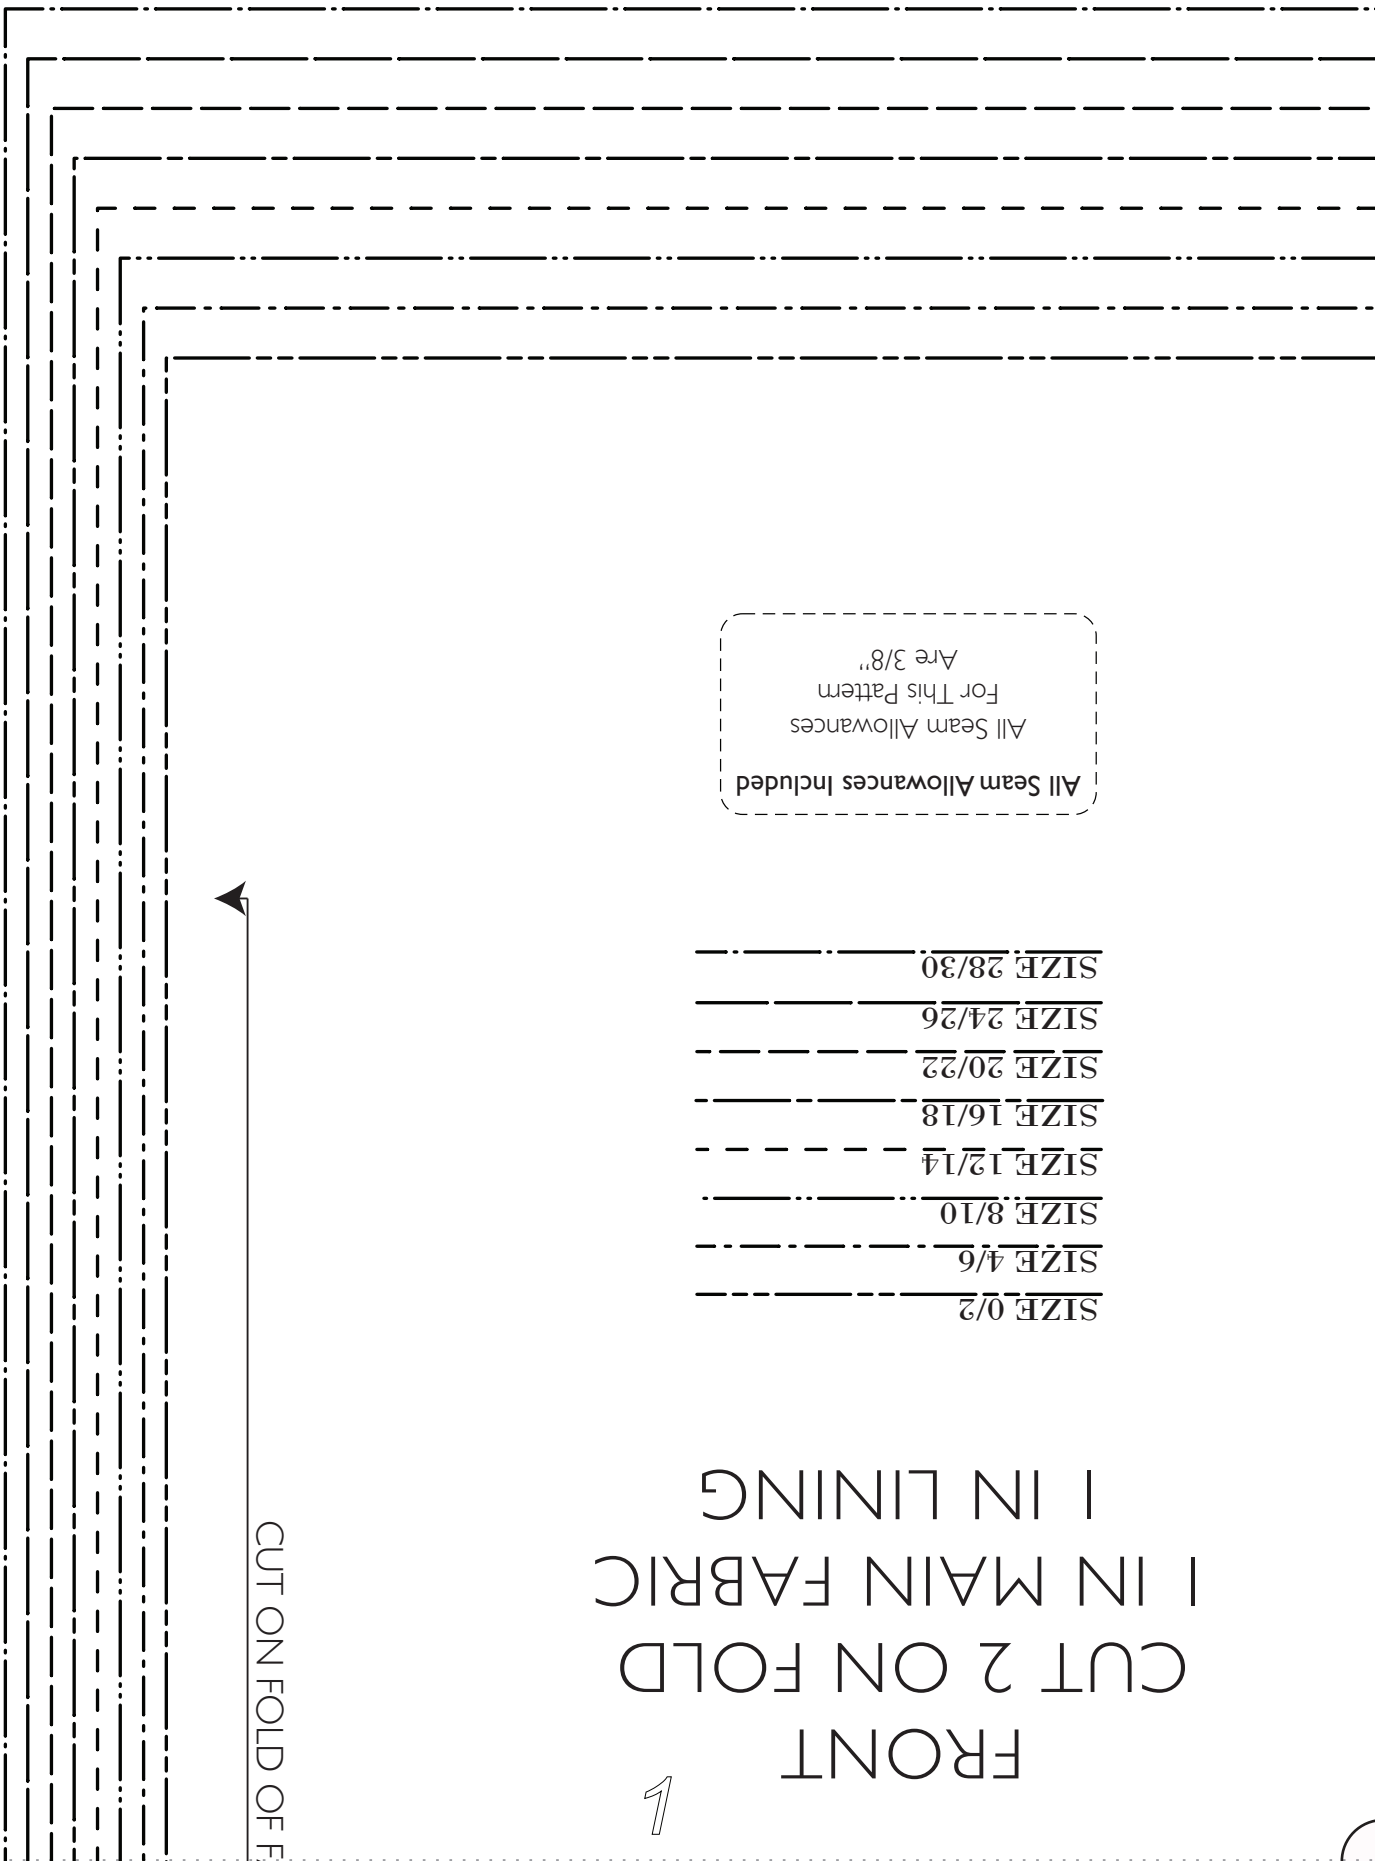 1
FRONT
CUT 2 ON FOLD
1 IN MAIN FABRIC
1 IN LINING
SIZE 0/2
SIZE 4/6
SIZE 8/10
SIZE 12/14
SIZE 16/18
SIZE 20/22
SIZE 24/26
SIZE 28/30
All Seam Allowances Included
All Seam Allowances
For This Pattern
Are 3/8”
CUT ON FOLD OF F